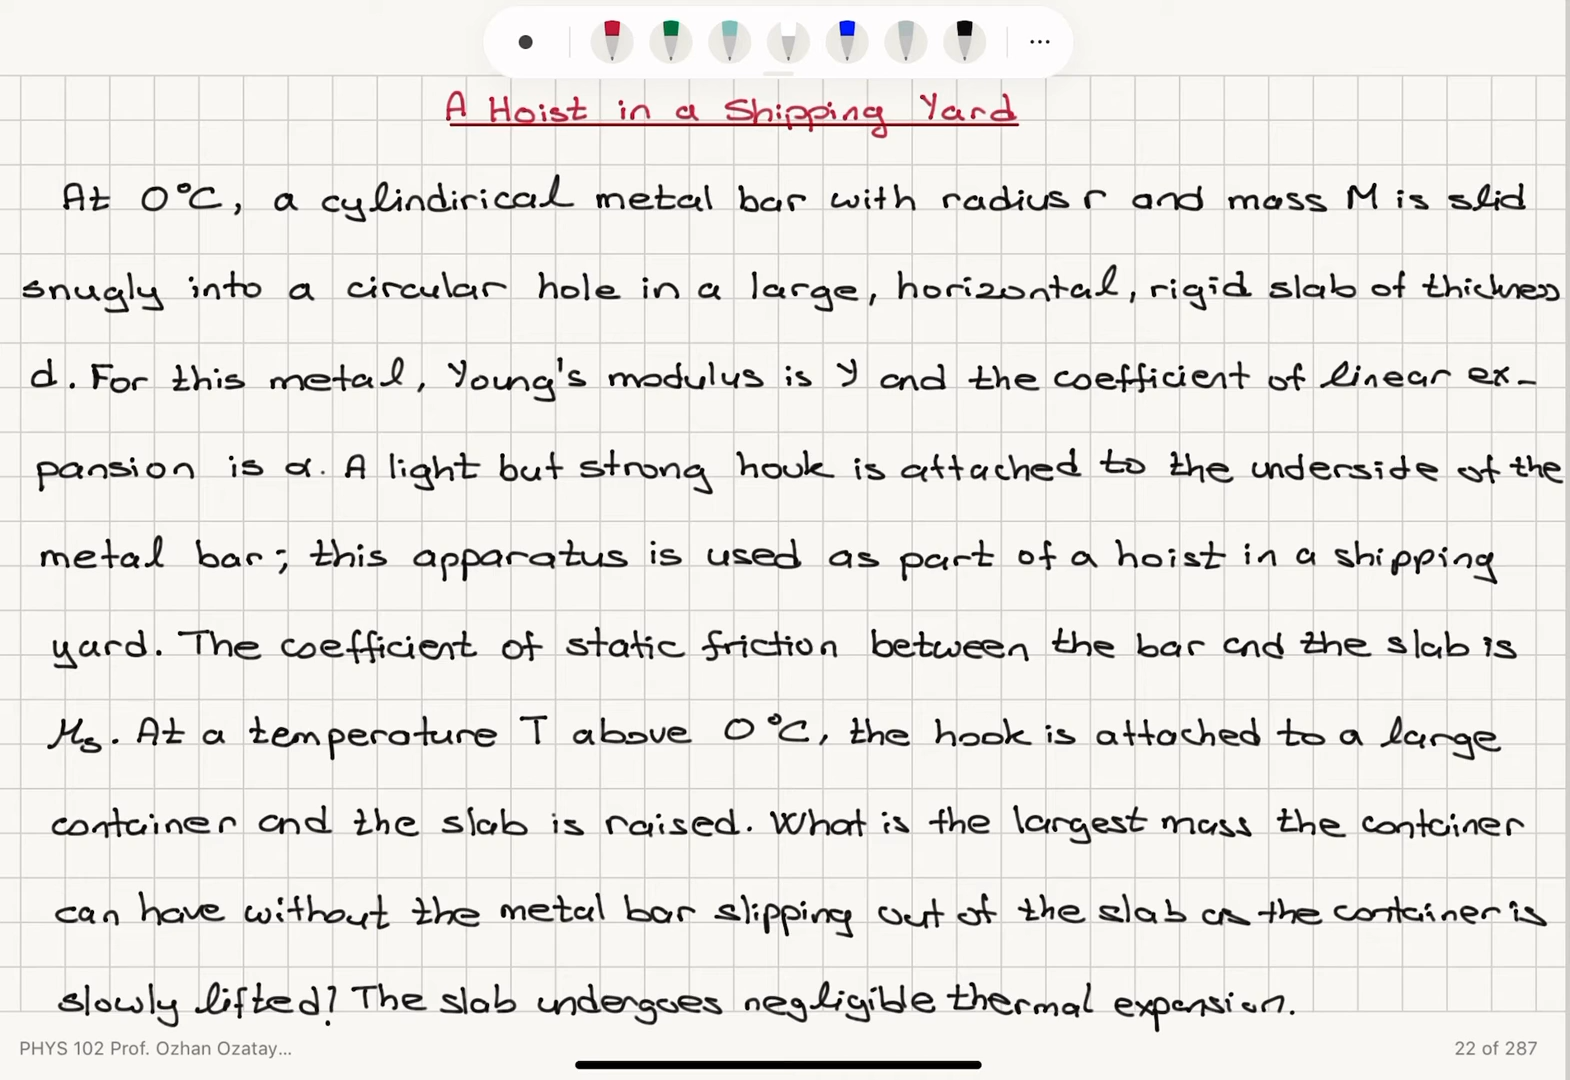 A Hoist in a Shipping Yard
At 0°C, a cylindirical metal bar with radius r and mass M is slid
snugly into a circular hole in a large, horizontal, rigid slab of thickness
d. For this metal, Young's modulus is Y and the coefficient of linear ex-
pansion is α. A light but strong hook is attached to the underside of the
metal bar; this apparatus is used as part of a hoist in a shipping
yard. The coefficient of static friction between the bar and the slab is
μs. At a temperature T above 0°C, the hook is attached to a large
container and the slab is raised. What is the largest mass the container
can have without the metal bar slipping out of the slab as the container is
slowly lifted? The slab undergoes negligible thermal expansion.
PHYS 102 Prof. Ozhan Ozatay...
22 of 287